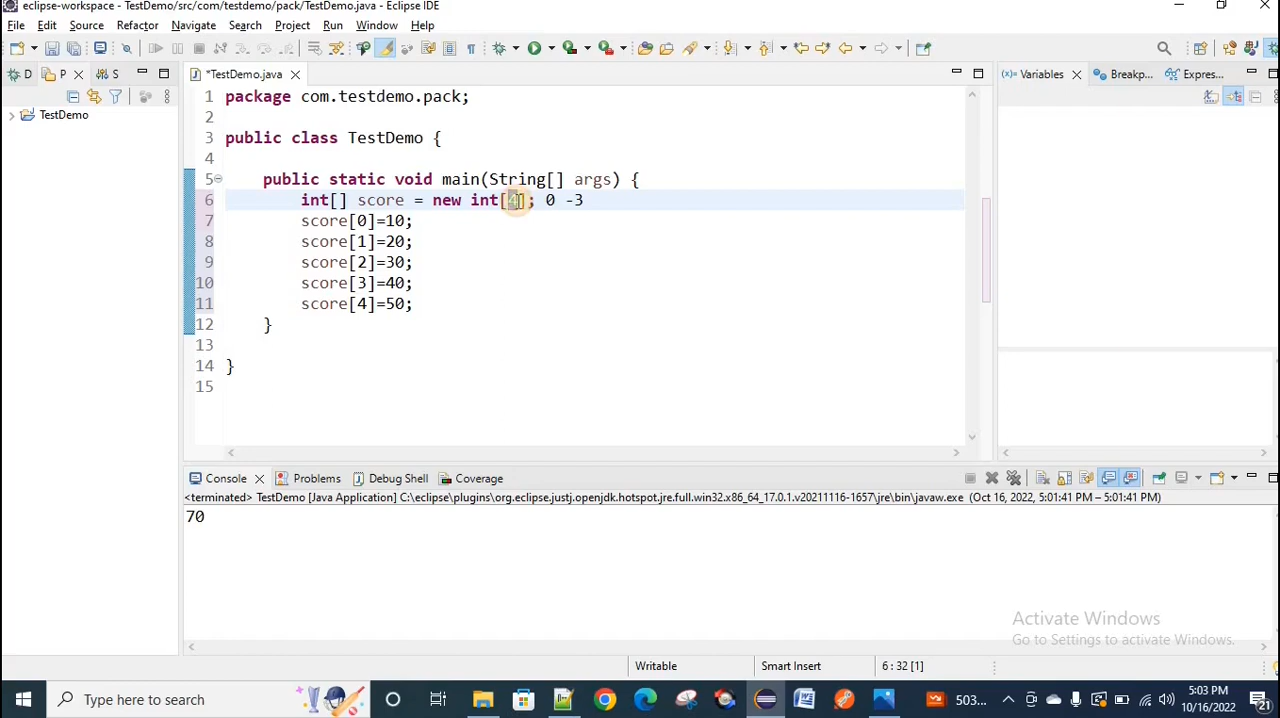 eclipse-workspace - TestDemo/src/com/testdemo/pack/TestDemo.java - Eclipse IDE
File Edit Source Refactor Navigate Search Project Run Window Help
D P S *TestDemo.java (x)= Variables Breakp... Expres...
TestDemo
1 package com.testdemo.pack;
2
3 public class TestDemo {
4
5 public static void main(String[] args) {
6 int[] score = new int[4]; 0 -3
7 score[0]=10;
8 score[1]=20;
9 score[2]=30;
10 score[3]=40;
11 score[4]=50;
12 }
13
14 }
15
Console Problems Debug Shell Coverage
<terminated> TestDemo [Java Application] C:\eclipse\plugins\org.eclipse.justj.openjdk.hotspot.jre.full.win32.x86_64_17.0.1.v20211116-1657\jre\bin\javaw.exe (Oct 16, 2022, 5:01:41 PM – 5:01:41 PM)
70
Activate Windows
Go to Settings to activate Windows.
Writable Smart Insert 6 : 32 [1]
Type here to search 503... 5:03 PM
10/16/2022 21